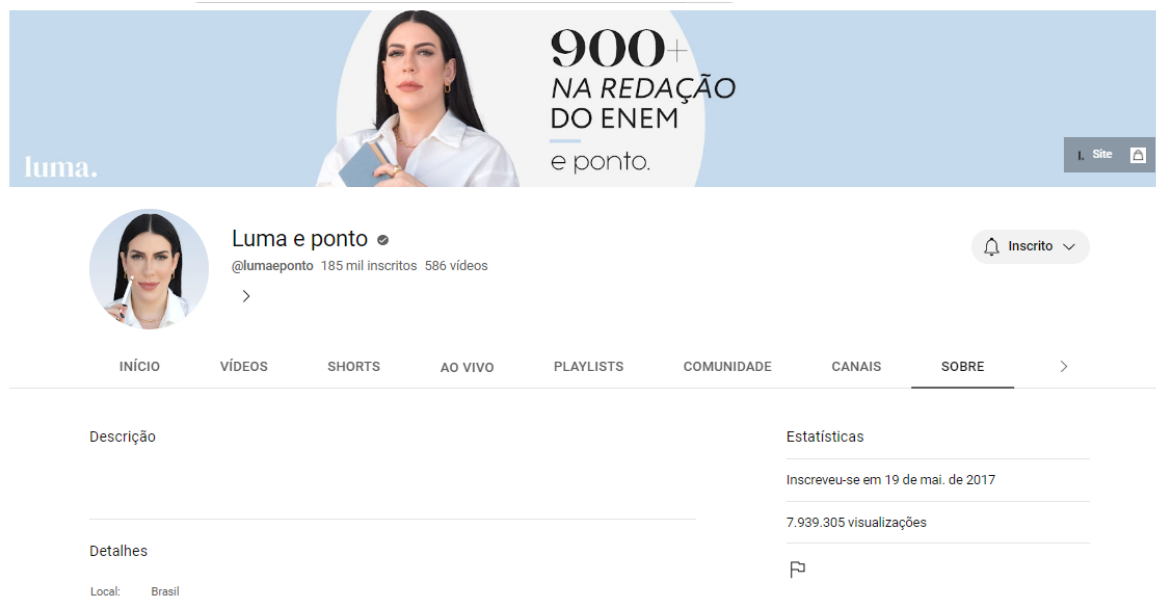 900+
NA REDAÇÃO
DO ENEM
e ponto.
luma.
l. Site
Luma e ponto
@lumaeponto 185 mil inscritos 586 vídeos
Inscrito
INÍCIO VÍDEOS SHORTS AO VIVO PLAYLISTS COMUNIDADE CANAIS SOBRE
Descrição
Estatísticas
Inscreveu-se em 19 de mai. de 2017
7.939.305 visualizações
Detalhes
Local: Brasil